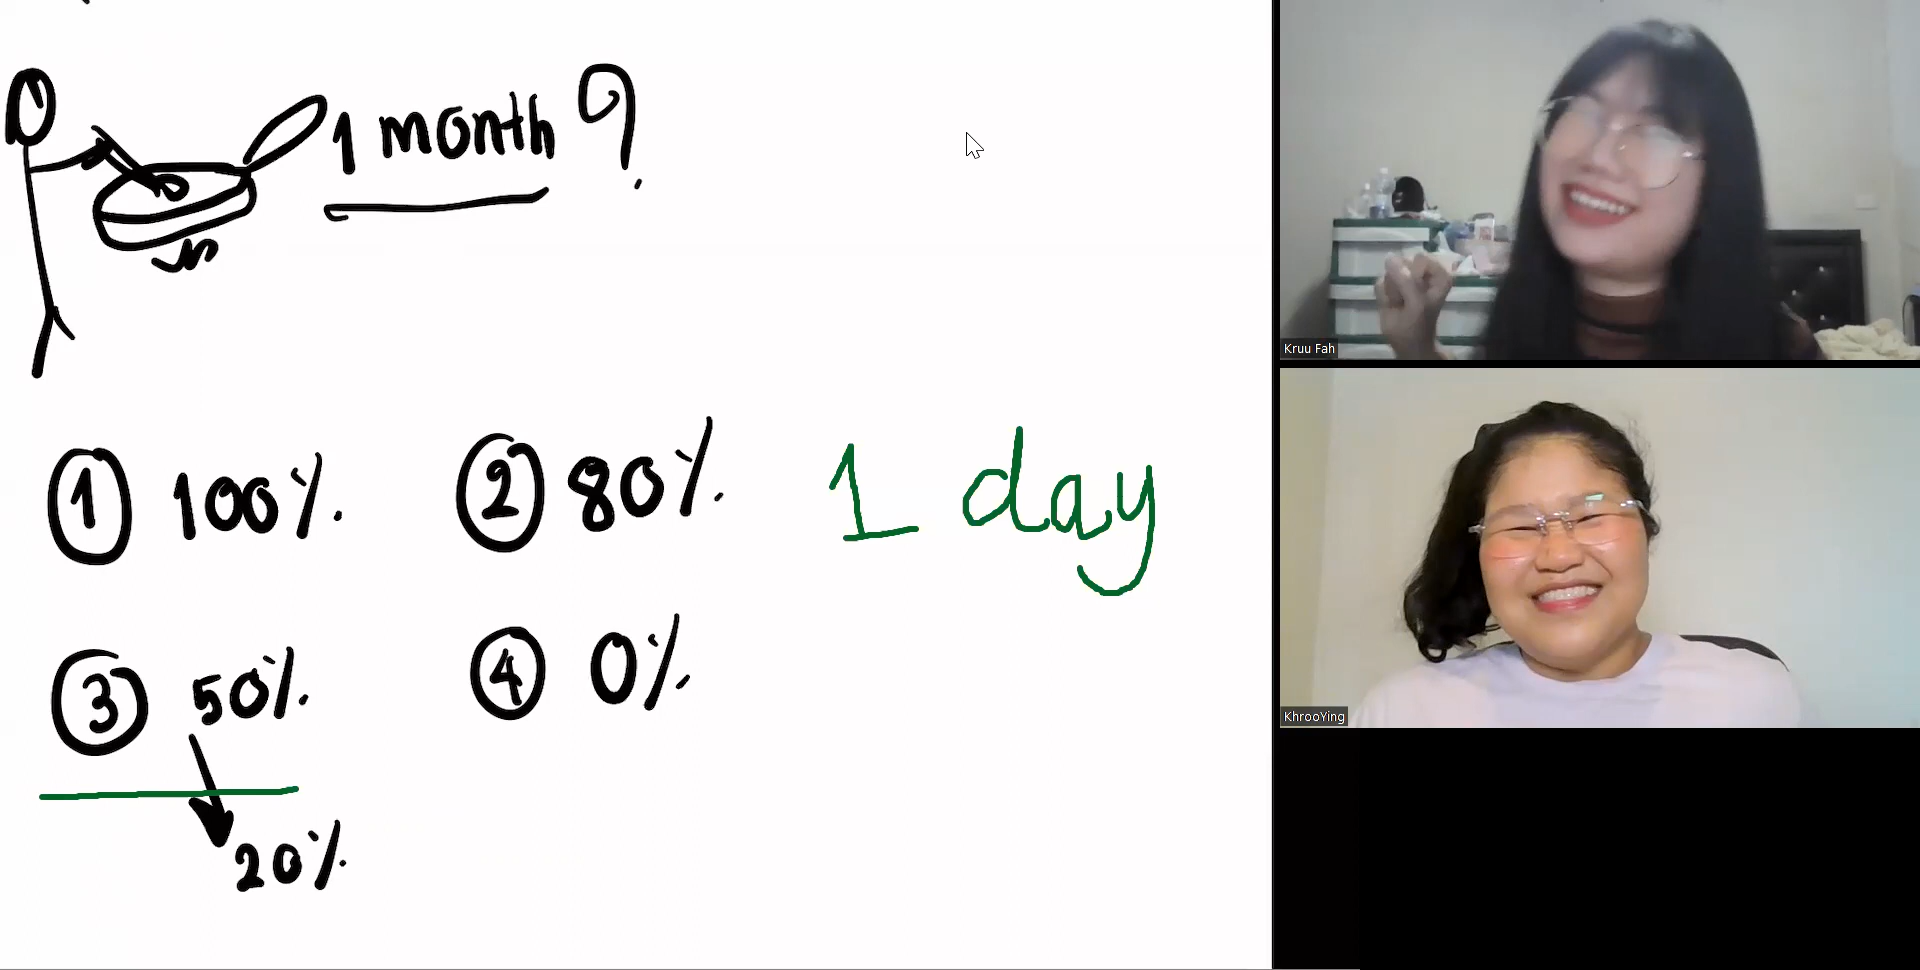 1 month ?
1 100% 2 80% 1 day
3 50% 4 0%
20%
Kruu Fah
KhrooYing